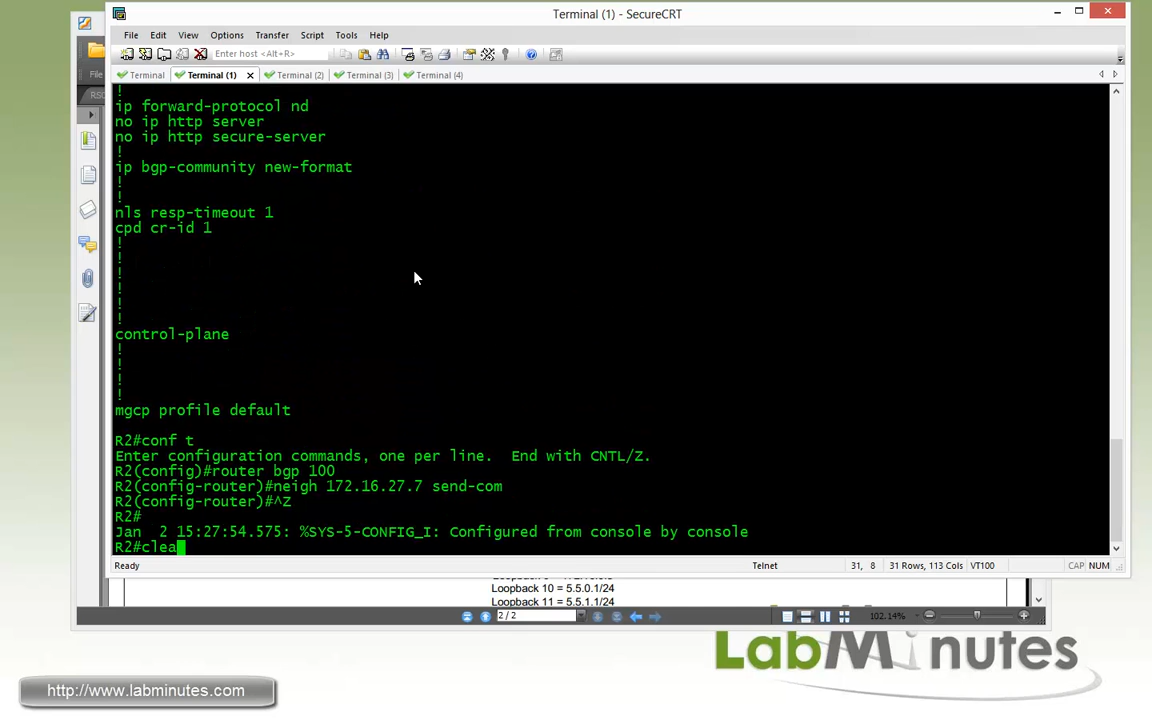 Terminal (1) - SecureCRT
File Edit View Options Transfer Script Tools Help
Enter host <Alt+R>
File
Terminal Terminal (1) Terminal (2) Terminal (3) Terminal (4)
RS
!
ip forward-protocol nd
no ip http server
no ip http secure-server
!
ip bgp-community new-format
!
!
nls resp-timeout 1
cpd cr-id 1
!
!
!
!
!
!
control-plane
!
!
!
!
mgcp profile default
R2#conf t
Enter configuration commands, one per line.  End with CNTL/Z.
R2(config)#router bgp 100
R2(config-router)#neigh 172.16.27.7 send-com
R2(config-router)#^Z
R2#
Jan  2 15:27:54.575: %SYS-5-CONFIG_I: Configured from console by console
R2#clea
Ready Telnet 31, 8 31 Rows, 113 Cols VT100 CAP NUM
Loopback 10 = 5.5.0.1/24
Loopback 11 = 5.5.1.1/24
2 / 2 102.14%
LabMinutes
http://www.labminutes.com